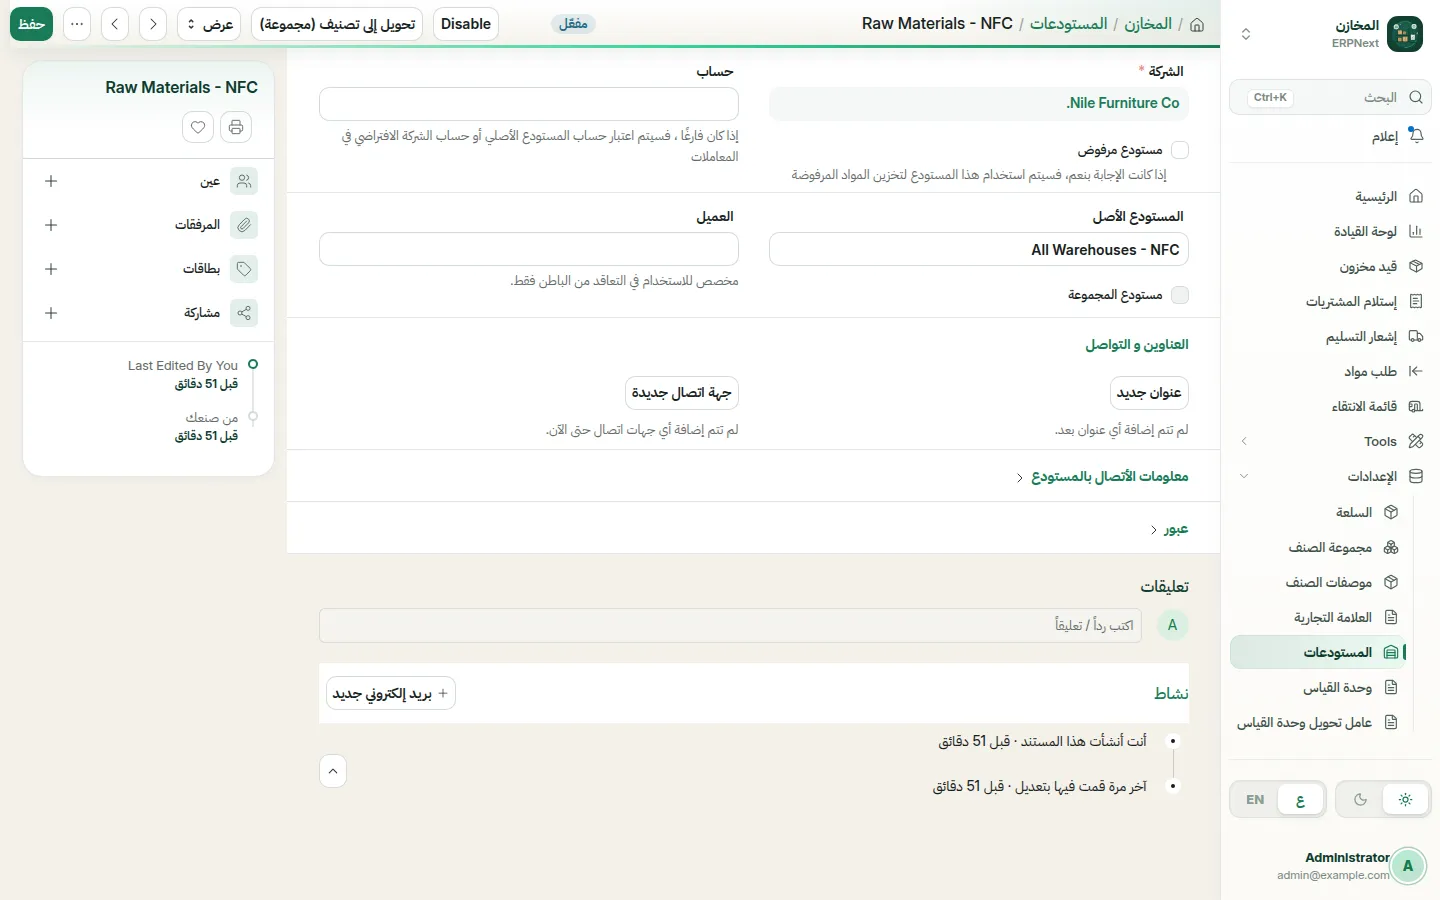 المخازن
ERPNext
البحث
Ctrl+K
إعلام
الرئيسية
لوحة القيادة
قيد مخزون
إستلام المشتريات
إشعار التسليم
طلب مواد
قائمة الانتقاء
Tools
الإعدادات
السلعة
مجموعة الصنف
موصفات الصنف
العلامة التجارية
المستودعات
وحدة القياس
عامل تحويل وحدة القياس
ع
EN
Administrator
admin@example.com
A
المخازن / المستودعات / Raw Materials - NFC
مفعّل
Disable
تحويل إلى تصنيف (مجموعة)
عرض
حفظ
الشركة *
Nile Furniture Co.
مستودع مرفوض
إذا كانت الإجابة بنعم، فسيتم استخدام هذا المستودع لتخزين المواد المرفوضة
حساب
إذا كان فارغًا ، فسيتم اعتبار حساب المستودع الأصلي أو حساب الشركة الافتراضي في
المعاملات
المستودع الأصل
All Warehouses - NFC
مستودع المجموعة
العميل
مخصص للاستخدام في التعاقد من الباطن فقط.
العناوين و التواصل
عنوان جديد
لم تتم إضافة أي عنوان بعد.
جهة اتصال جديدة
لم تتم إضافة أي جهات اتصال حتى الآن.
معلومات الأتصال بالمستودع
عبور
تعليقات
A
اكتب رداً / تعليقاً
نشاط
بريد إلكتروني جديد
أنت أنشأت هذا المستند · قبل 51 دقائق
آخر مرة قمت فيها بتعديل · قبل 51 دقائق
Raw Materials - NFC
عين
المرفقات
بطاقات
مشاركة
Last Edited By You
قبل 51 دقائق
من صنعك
قبل 51 دقائق